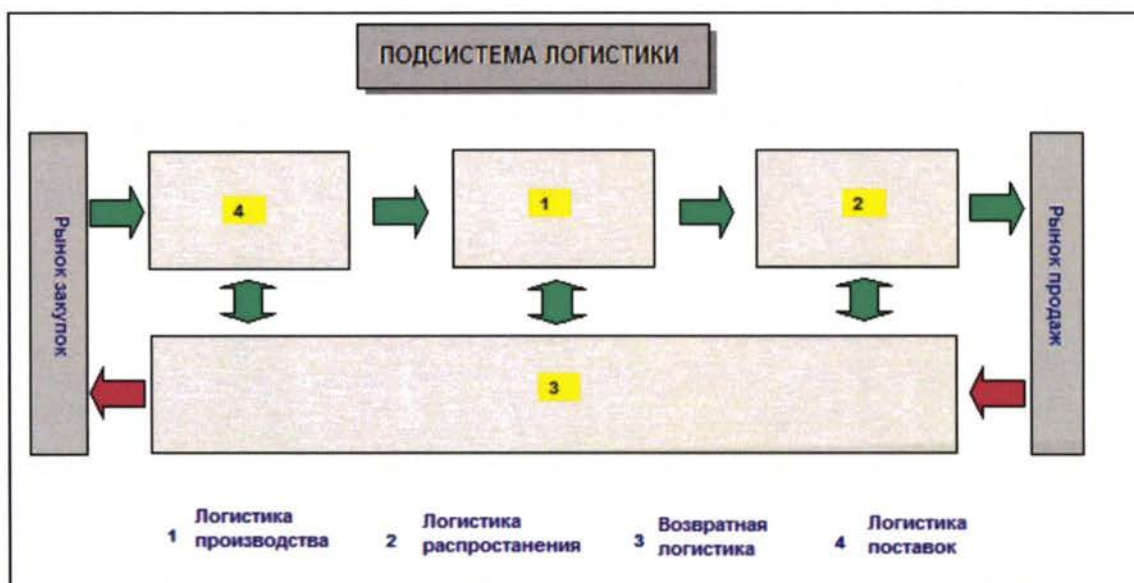 ПОДСИСТЕМА ЛОГИСТИКИ
Рынок закупок
4
1
2
Рынок продаж
3
1 Логистика
производства
2 Логистика
распростанения
3 Возвратная
логистика
4 Логистика
поставок